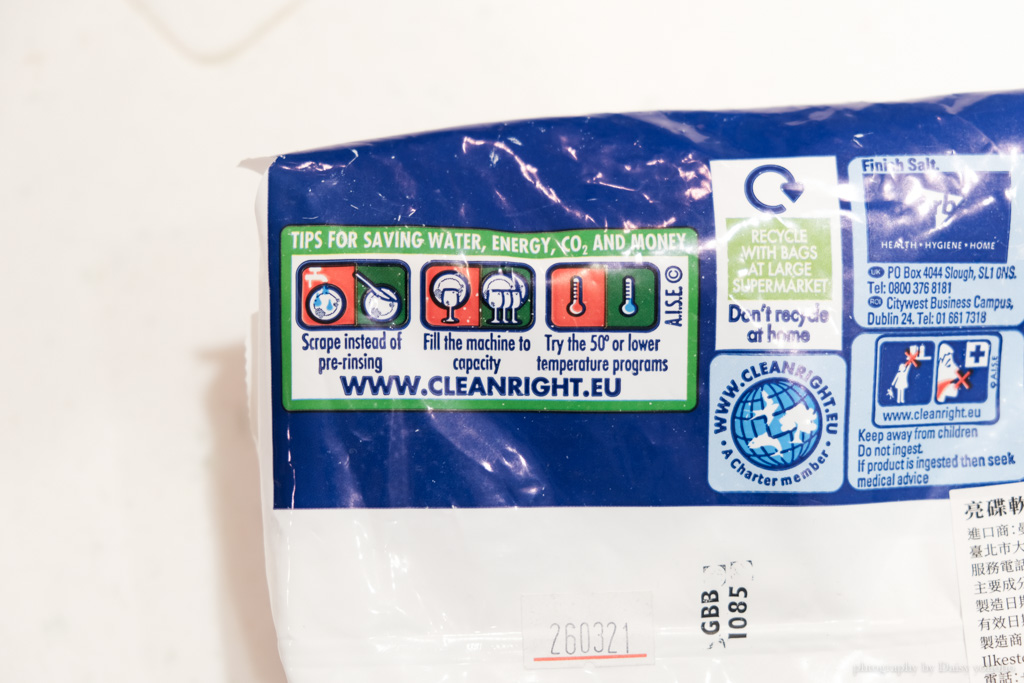 TIPS FOR SAVING WATER, ENERGY, CO2 AND MONEY
Scrape instead of
pre-rinsing
Fill the machine to
capacity
Try the 50° or lower
temperature programs
A.I.S.E ©
WWW.CLEANRIGHT.EU
RECYCLE
WITH BAGS
AT LARGE
SUPERMARKET
Don't recycle
at home
WWW.CLEANRIGHT.EU
• A Charter member •
Finish Salt.
HEALTH • HYGIENE • HOME
UK PO Box 4044 Slough, SL1 0NS.
Tel: 0800 376 8181
ROI Citywest Business Campus,
Dublin 24. Tel: 01 661 7318
© A.I.S.E
www.cleanright.eu
Keep away from children
Do not ingest.
If product is ingested then seek
medical advice
亮碟軟
進口商:
臺北市大
服務電話
主要成分
製造日期
有效日期
製造商
Ilkest
電話:
GBB
1085
260321
photography by